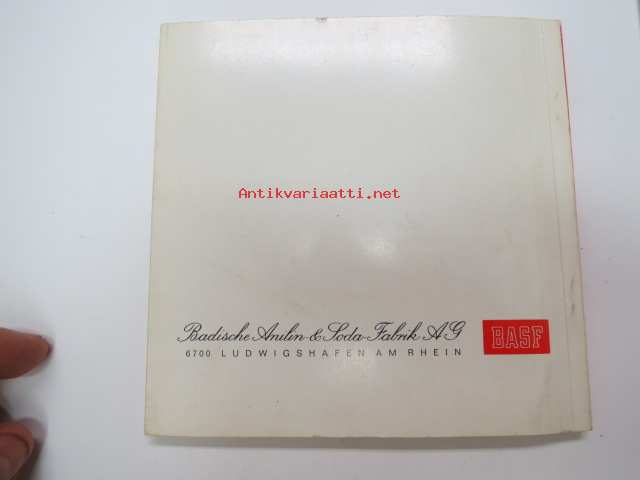 Antikvariaatti.net
Badische Anilin- & Soda-Fabrik AG
BASF
6700 LUDWIGSHAFEN AM RHEIN